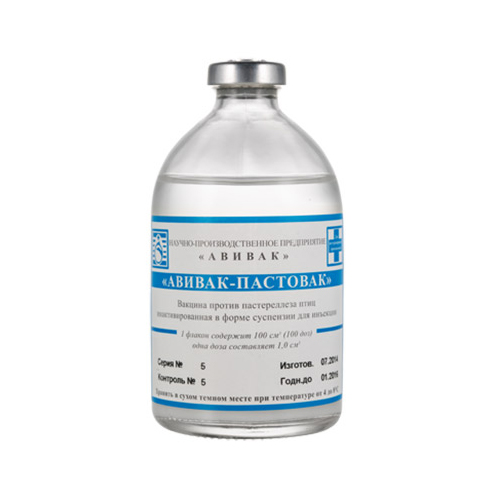 НАУЧНО-ПРОИЗВОДСТВЕННОЕ ПРЕДПРИЯТИЕ
«АВИВАК»
«АВИВАК-ПАСТОВАК»
Вакцина против пастереллеза птиц
инактивированная в форме суспензии для инъекций
1 флакон содержит 100 см³ (100 доз)
одна доза составляет 1,0 см³
Серия № 5 Изготов. 07.2014
Контроль № 5 Годн.до 01.2016
Хранить в сухом темном месте при температуре от 4 до 8°С